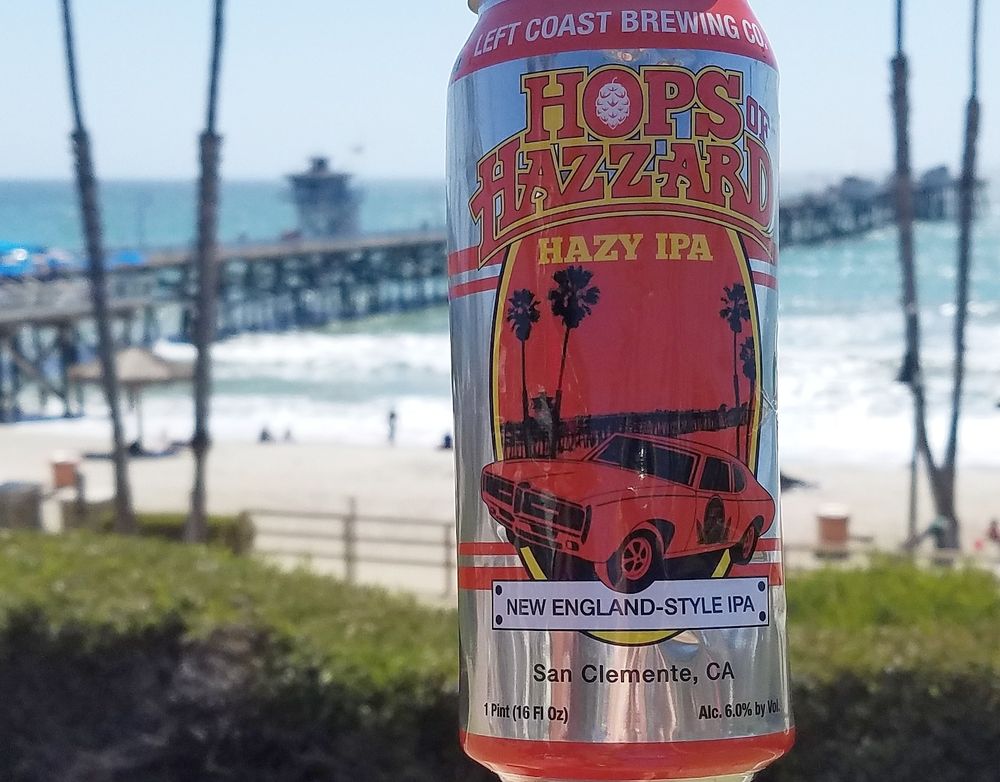 LEFT COAST BREWING CO.
HOPS OF
HAZZARD
HAZY IPA
NEW ENGLAND-STYLE IPA
San Clemente, CA
1 Pint (16 Fl Oz)
Alc. 6.0% by Vol.